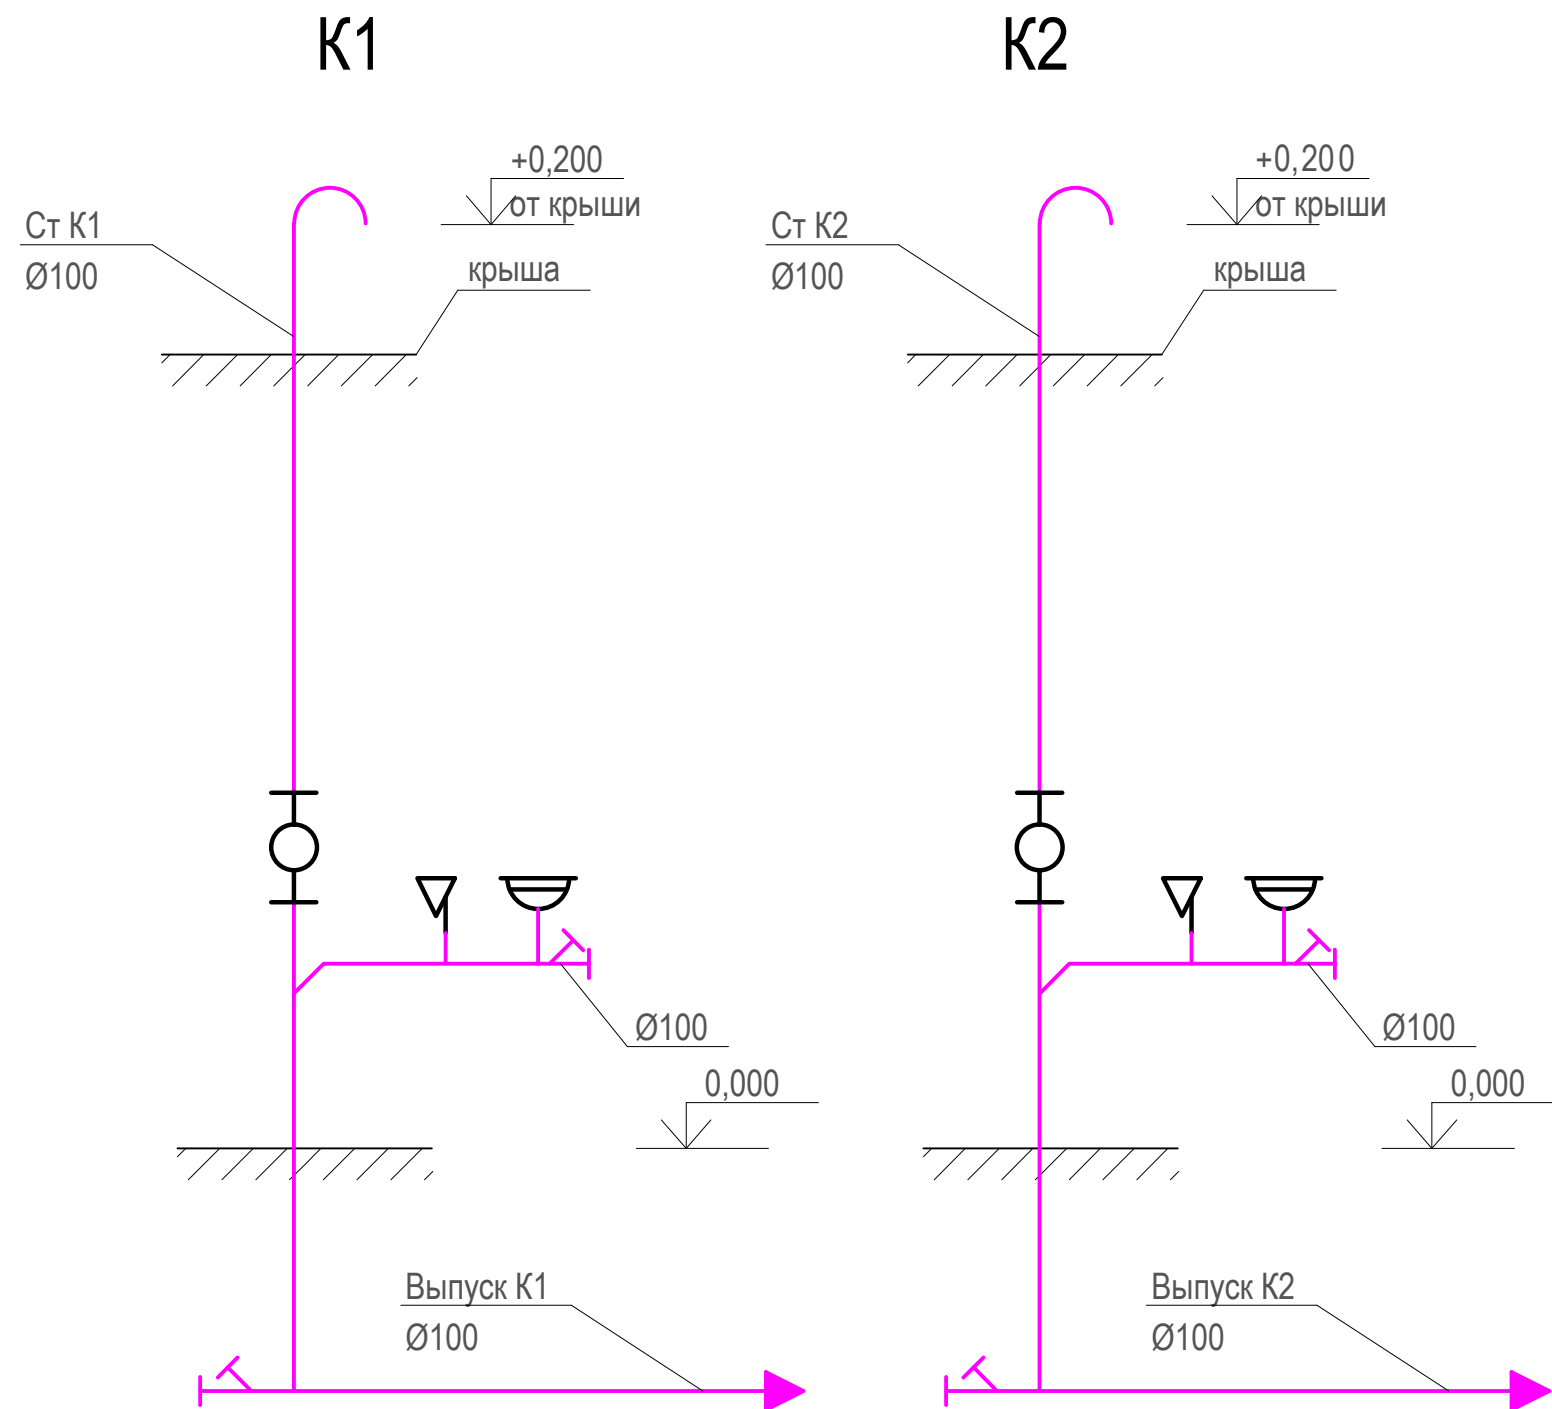 К1
+0,200
от крыши
Ст К1
Ø100
крыша
Ø100
0,000
Выпуск К1
Ø100
К2
+0,200
от крыши
Ст К2
Ø100
крыша
Ø100
0,000
Выпуск К2
Ø100